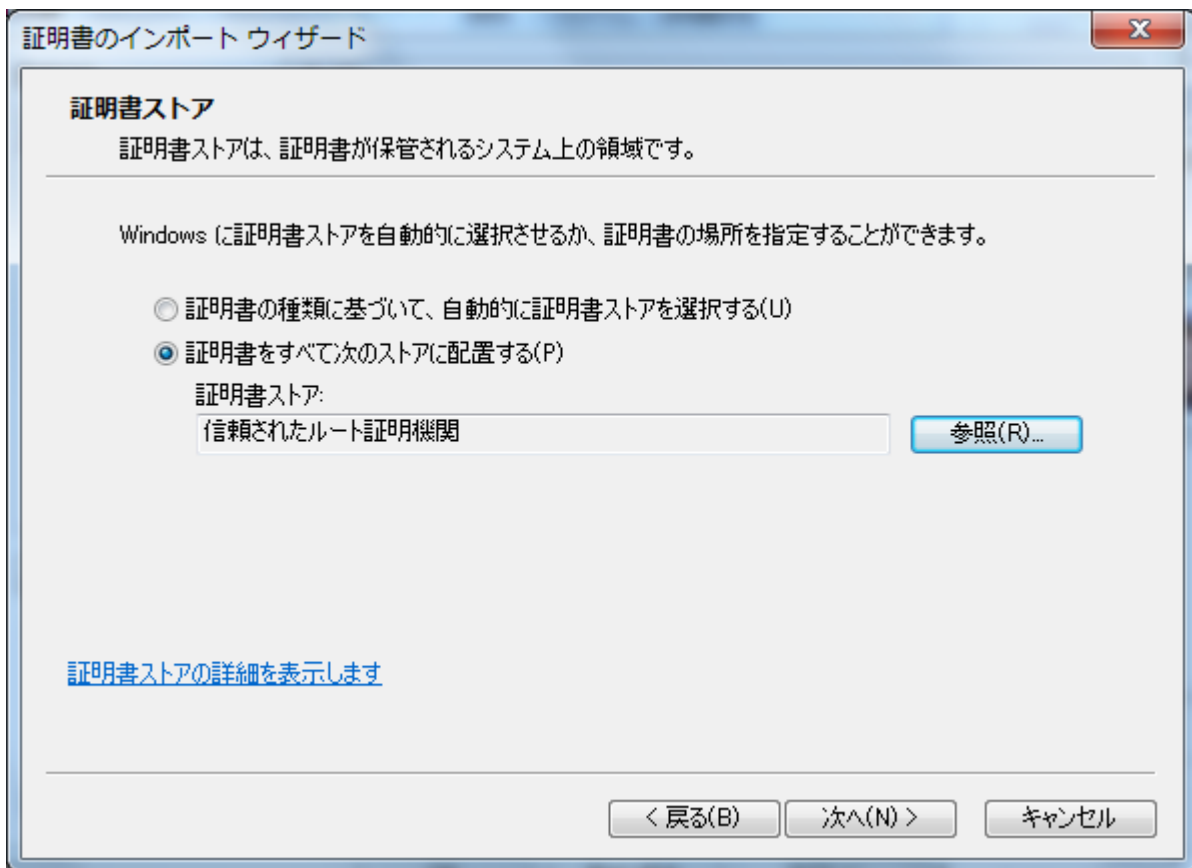 証明書のインポート ウィザード
証明書ストア
証明書ストアは、証明書が保管されるシステム上の領域です。
Windows に証明書ストアを自動的に選択させるか、証明書の場所を指定することができます。
証明書の種類に基づいて、自動的に証明書ストアを選択する(U)
証明書をすべて次のストアに配置する(P)
証明書ストア:
信頼されたルート証明機関
参照(R)...
証明書ストアの詳細を表示します
< 戻る(B)
次へ(N) >
キャンセル